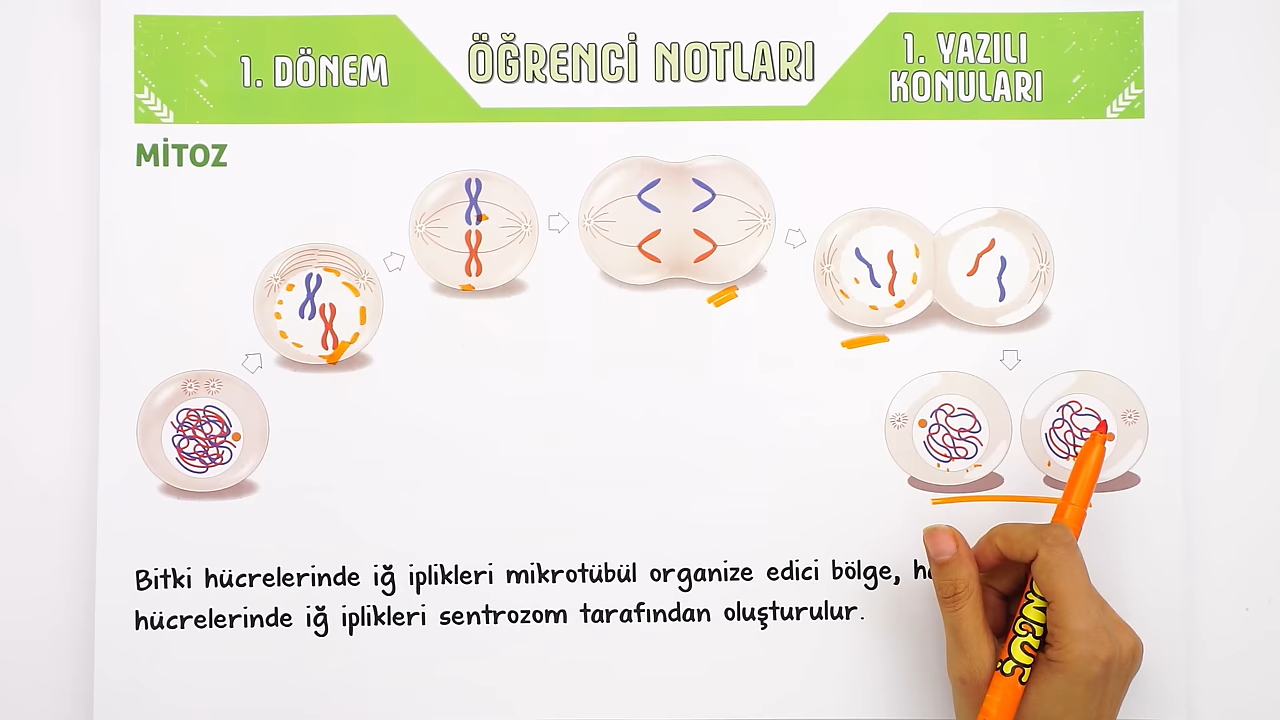 1. DÖNEM
ÖĞRENCİ NOTLARI
1. YAZILI
KONULARI
MİTOZ
Bitki hücrelerinde iğ iplikleri mikrotübül organize edici bölge,
hücrelerinde iğ iplikleri sentrozom tarafından oluşturulur.